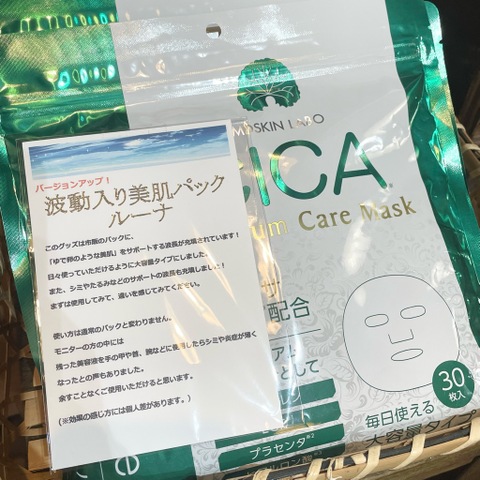 バージョンアップ！
波動入り美肌パック
ルーナ
このグッズは市販のパックに、
「ゆで卵のような美肌」をサポートする波長が充填されています！
日々使っていただけるように大容量タイプにしました。
また、シミやたるみなどのサポートの波長も充填しました！
まずは使用してみて、違いを感じてみてください。
使い方は通常のパックと変わりません。
モニターの方の中には
残った美容液を手の甲や首、腕などに使用したらシミや炎症が薄く
なったとの声もありました。
余すことなくご使用いただけると思います。
（※効果の感じ方には個人差があります。）
SKIN LABO
CICA
Care Mask
配合
として
プラセンタ※2
30枚入
毎日使える
大容量タイプ